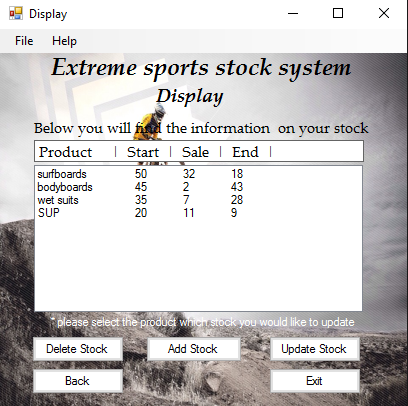 Display
File Help
Extreme sports stock system
Display
Below you will find the information on your stock
Product | Start | Sale | End |
surfboards 50 32 18
bodyboards 45 2 43
wet suits 35 7 28
SUP 20 11 9
please select the product which stock you would like to update
Delete Stock Add Stock Update Stock
Back Exit